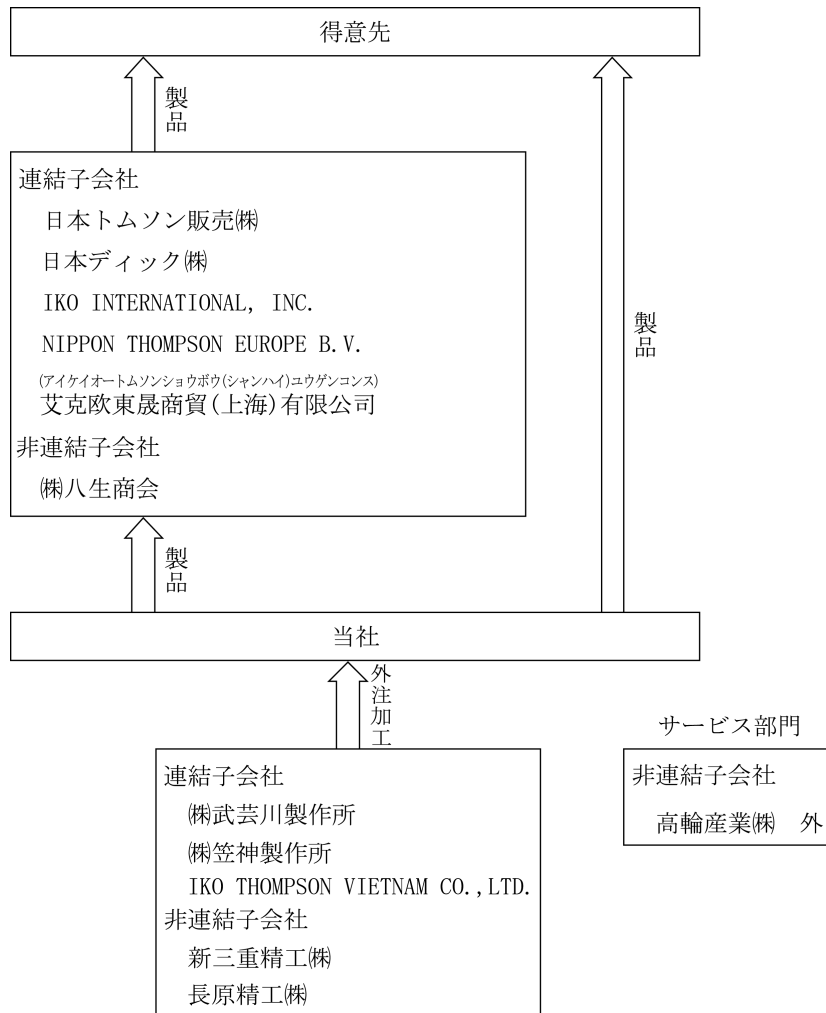 得意先
製品
製品
連結子会社
日本トムソン販売㈱
日本ディック㈱
IKO INTERNATIONAL, INC.
NIPPON THOMPSON EUROPE B.V.
(アイケイオートムソンショウボウ(シャンハイ)ユウゲンコンス)
艾克欧東晟商貿(上海)有限公司
非連結子会社
㈱八生商会
製品
当社
外注加工
連結子会社
㈱武芸川製作所
㈱笠神製作所
IKO THOMPSON VIETNAM CO.,LTD.
非連結子会社
新三重精工㈱
長原精工㈱
サービス部門
非連結子会社
高輪産業㈱　外